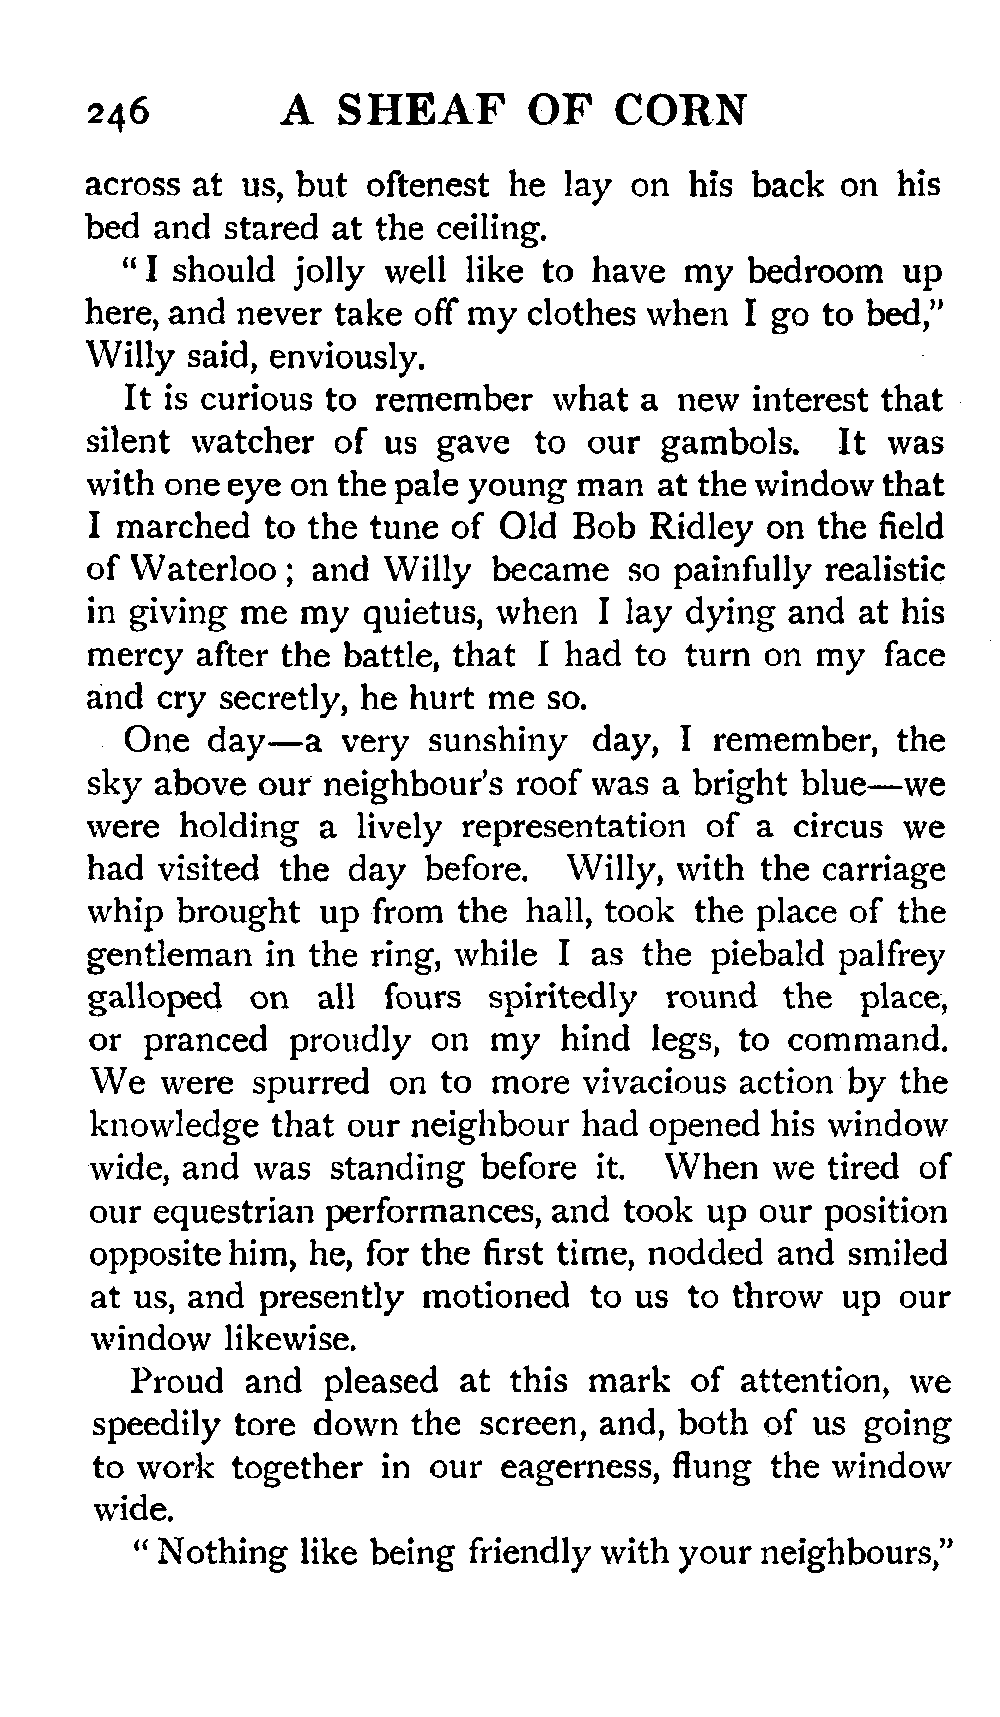 246 A SHEAF OF CORN
across at us, but oftenest he lay on his back on his
bed and stared at the ceiling.
“ I should jolly well like to have my bedroom up
here, and never take off my clothes when I go to bed,”
Willy said, enviously.
It is curious to remember what a new interest that
silent watcher of us gave to our gambols. It was
with one eye on the pale young man at the window that
I marched to the tune of Old Bob Ridley on the field
of Waterloo ; and Willy became so painfully realistic
in giving me my quietus, when I lay dying and at his
mercy after the battle, that I had to turn on my face
and cry secretly, he hurt me so.
One day—a very sunshiny day, I remember, the
sky above our neighbour’s roof was a bright blue—we
were holding a lively representation of a circus we
had visited the day before. Willy, with the carriage
whip brought up from the hall, took the place of the
gentleman in the ring, while I as the piebald palfrey
galloped on all fours spiritedly round the place,
or pranced proudly on my hind legs, to command.
We were spurred on to more vivacious action by the
knowledge that our neighbour had opened his window
wide, and was standing before it. When we tired of
our equestrian performances, and took up our position
opposite him, he, for the first time, nodded and smiled
at us, and presently motioned to us to throw up our
window likewise.
Proud and pleased at this mark of attention, we
speedily tore down the screen, and, both of us going
to work together in our eagerness, flung the window
wide.
“ Nothing like being friendly with your neighbours,”